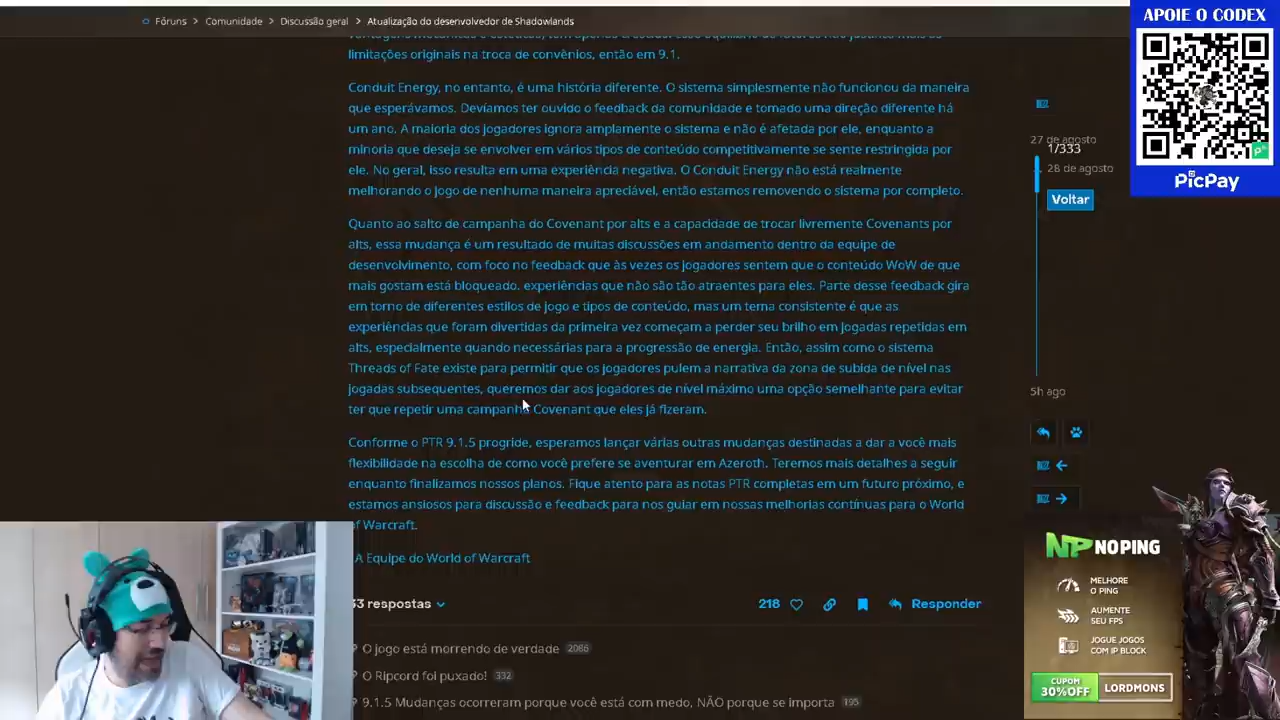 Fóruns > Comunidade > Discussão geral > Atualização do desenvolvedor de Shadowlands
APOIE O CODEX
PicPay
limitações originais na troca de convênios, então em 9.1.
Conduit Energy, no entanto, é uma história diferente. O sistema simplesmente não funcionou da maneira
que esperávamos. Devíamos ter ouvido o feedback da comunidade e tomado uma direção diferente há
um ano. A maioria dos jogadores ignora amplamente o sistema e não é afetada por ele, enquanto a
minoria que deseja se envolver em vários tipos de conteúdo competitivamente se sente restringida por
ele. No geral, isso resulta em uma experiência negativa. O Conduit Energy não está realmente
melhorando o jogo de nenhuma maneira apreciável, então estamos removendo o sistema por completo.
Quanto ao salto de campanha do Covenant por alts e a capacidade de trocar livremente Covenants por
alts, essa mudança é um resultado de muitas discussões em andamento dentro da equipe de
desenvolvimento, com foco no feedback que às vezes os jogadores sentem que o conteúdo WoW de que
mais gostam está bloqueado. experiências que não são tão atraentes para eles. Parte desse feedback gira
em torno de diferentes estilos de jogo e tipos de conteúdo, mas um tema consistente é que as
experiências que foram divertidas da primeira vez começam a perder seu brilho em jogadas repetidas em
alts, especialmente quando necessárias para a progressão de energia. Então, assim como o sistema
Threads of Fate existe para permitir que os jogadores pulem a narrativa da zona de subida de nível nas
jogadas subsequentes, queremos dar aos jogadores de nível máximo uma opção semelhante para evitar
ter que repetir uma campanha Covenant que eles já fizeram.
Conforme o PTR 9.1.5 progride, esperamos lançar várias outras mudanças destinadas a dar a você mais
flexibilidade na escolha de como você prefere se aventurar em Azeroth. Teremos mais detalhes a seguir
enquanto finalizamos nossos planos. Fique atento para as notas PTR completas em um futuro próximo, e
estamos ansiosos para discussão e feedback para nos guiar em nossas melhorias contínuas para o World
of Warcraft.
A Equipe do World of Warcraft
27 de agosto
1/333
28 de agosto
Voltar
5h ago
33 respostas
218
Responder
O jogo está morrendo de verdade 2086
O Ripcord foi puxado! 332
9.1.5 Mudanças ocorreram porque você está com medo, NÃO porque se importa 195
NP NOPING
MELHORE
O PING
AUMENTE
SEU FPS
JOGUE JOGOS
COM IP BLOCK
CUPOM
30%OFF
LORDMONS